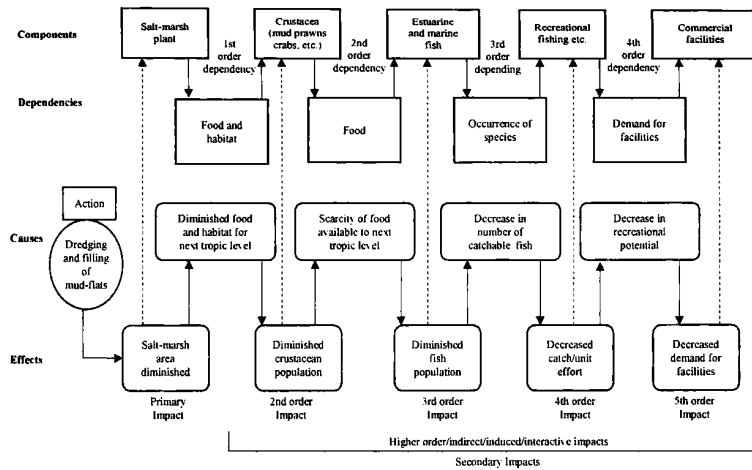 Components
Salt-marsh
plant
1st
order
dependency
Crustacea
(mud prawns
crabs, etc.)
2nd
order
dependency
Estuarine
and marine
fish
3rd
order
depending
Recreational
fishing etc.
4th
order
dependency
Commercial
facilities
Dependencies
Food and
habitat
Food
Occurrence of
species
Demand for
facilities
Causes
Action
Dredging
and filling
of
mud-flats
Diminished food
and habitat for
next tropic level
Scarcity of food
available to next
tropic level
Decrease in
number of
catchable fish
Decrease in
recreational
potential
Effects
Salt-marsh
area
diminished
Diminished
crustacean
population
Diminished
fish
population
Decreased
catch/unit
effort
Decreased
demand for
facilities
Primary
Impact
2nd order
Impact
3rd order
Impact
4th order
Impact
5th order
Impact
Higher order/indirect/induced/interactive impacts
Secondary Impacts